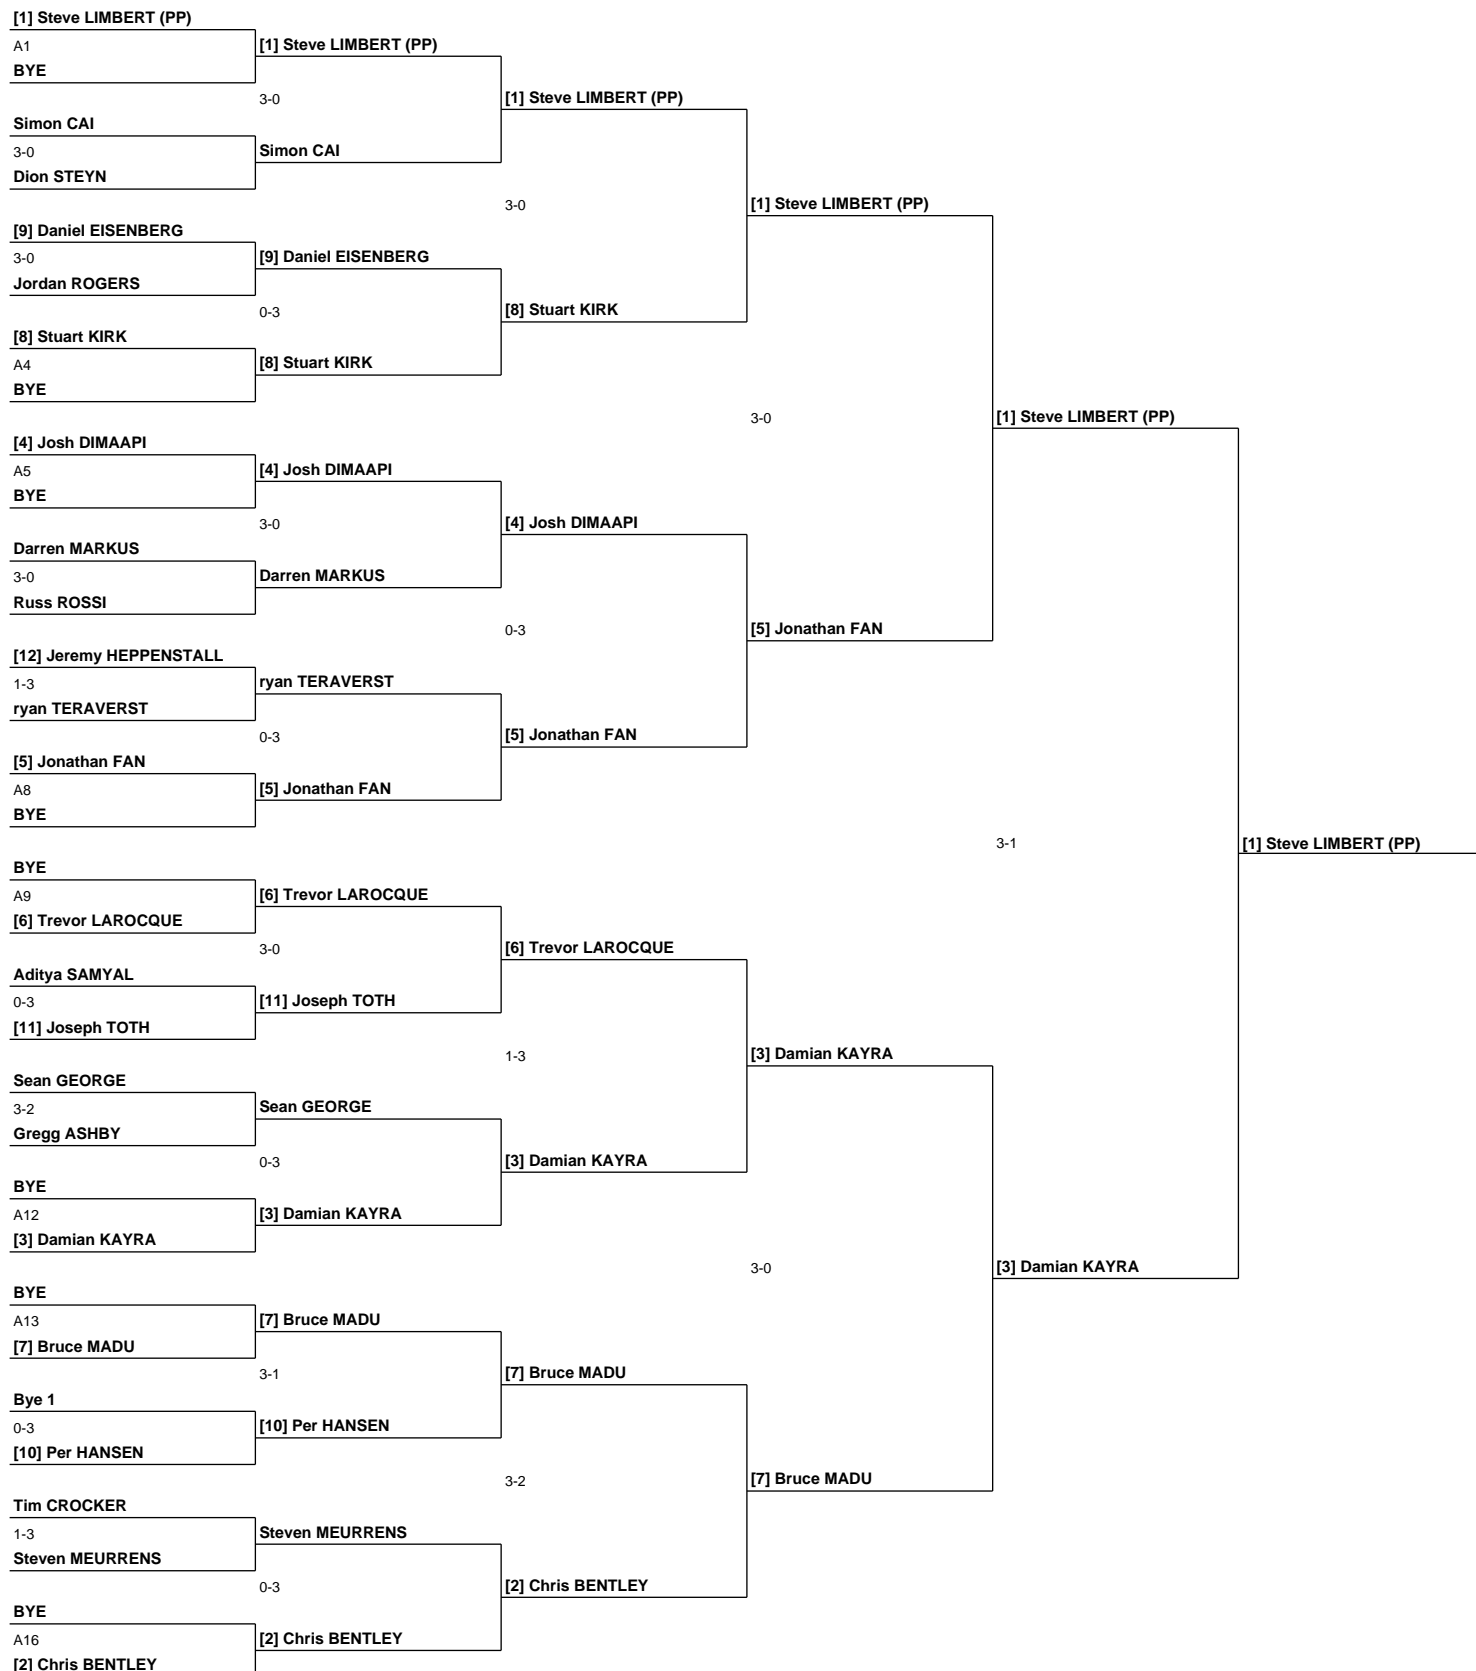 [1] Steve LIMBERT (PP)
A1
BYE
[1] Steve LIMBERT (PP)
3-0
[1] Steve LIMBERT (PP)
Simon CAI
3-0
Dion STEYN
Simon CAI
3-0
[1] Steve LIMBERT (PP)
[9] Daniel EISENBERG
3-0
Jordan ROGERS
[9] Daniel EISENBERG
0-3
[8] Stuart KIRK
[8] Stuart KIRK
A4
BYE
[8] Stuart KIRK
3-0
[1] Steve LIMBERT (PP)
[4] Josh DIMAAPI
A5
BYE
[4] Josh DIMAAPI
3-0
[4] Josh DIMAAPI
Darren MARKUS
3-0
Russ ROSSI
Darren MARKUS
0-3
[5] Jonathan FAN
[12] Jeremy HEPPENSTALL
1-3
ryan TERAVERST
ryan TERAVERST
0-3
[5] Jonathan FAN
[5] Jonathan FAN
A8
BYE
[5] Jonathan FAN
3-1
[1] Steve LIMBERT (PP)
BYE
A9
[6] Trevor LAROCQUE
[6] Trevor LAROCQUE
3-0
[6] Trevor LAROCQUE
Aditya SAMYAL
0-3
[11] Joseph TOTH
[11] Joseph TOTH
1-3
[3] Damian KAYRA
Sean GEORGE
3-2
Gregg ASHBY
Sean GEORGE
0-3
[3] Damian KAYRA
BYE
A12
[3] Damian KAYRA
[3] Damian KAYRA
3-0
[3] Damian KAYRA
BYE
A13
[7] Bruce MADU
[7] Bruce MADU
3-1
[7] Bruce MADU
Bye 1
0-3
[10] Per HANSEN
[10] Per HANSEN
3-2
[7] Bruce MADU
Tim CROCKER
1-3
Steven MEURRENS
Steven MEURRENS
0-3
[2] Chris BENTLEY
BYE
A16
[2] Chris BENTLEY
[2] Chris BENTLEY